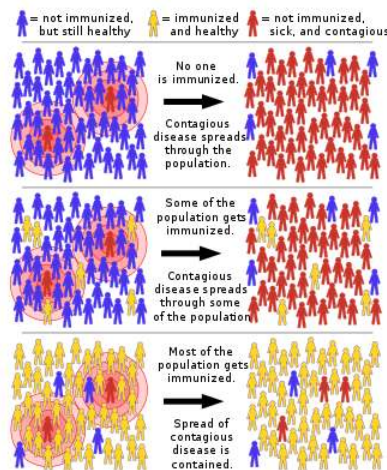 = not immunized, but still healthy
= immunized and healthy
= not immunized, sick, and contagious
No one
is immunized.
Contagious
disease spreads
through the
population.
Some of the
population gets
immunized.
Contagious
disease spreads
through some
of the population
Most of the
population gets
immunized.
Spread of
contagious
disease is
contained.